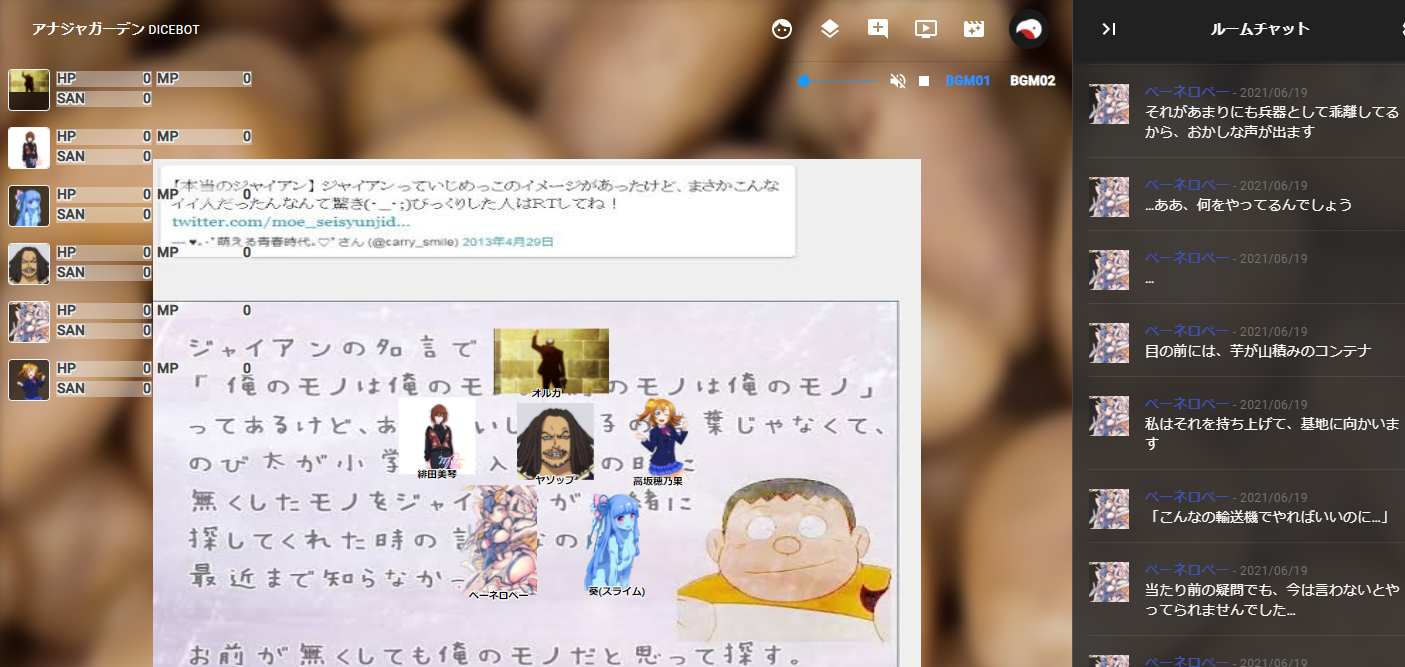 アナジャガーデン DICEBOT
BGM01 BGM02
HP 0 MP 0
SAN 0
HP 0 MP 0
SAN 0
HP 0 MP 0
SAN 0
HP 0 MP 0
SAN 0
HP 0 MP 0
SAN 0
HP 0 MP 0
SAN 0
【本当のジャイアン】ジャイアンっていじめっこのイメージがあったけど、まさかこんな
イイ人だったんなんて驚き(･_･;)びっくりした人はRTしてね！
twitter.com/moe_seisyunjid...
— ♥｡･ﾟ萌える青春時代｡♡ﾟさん (@carry_smile) 2013年4月29日
ジャイアンの名言で
「俺のモノは俺のモ のモノは俺のモノ」
ってあるけど、あ いし 葉じゃなくて、
のび太が小学 入 の時に
無くしたモノをジャイ が 緒に
探してくれた時の なの
最近まで知らなか
お前が無くしても俺のモノだと思って探す。
オルガ
緋田美琴
ヤソップ
高坂穂乃果
ペーネロペー
葵(スライム)
ルームチャット
ペーネロペー - 2021/06/19
それがあまりにも兵器として乖離してる
から、おかしな声が出ます
ペーネロペー - 2021/06/19
…ああ、何をやってるんでしょう
ペーネロペー - 2021/06/19
…
ペーネロペー - 2021/06/19
目の前には、芋が山積みのコンテナ
ペーネロペー - 2021/06/19
私はそれを持ち上げて、基地に向かいま
す
ペーネロペー - 2021/06/19
「こんなの輸送機でやればいいのに…」
ペーネロペー - 2021/06/19
当たり前の疑問でも、今は言わないとや
ってられませんでした…
ペーネロペー - 2021/06/19